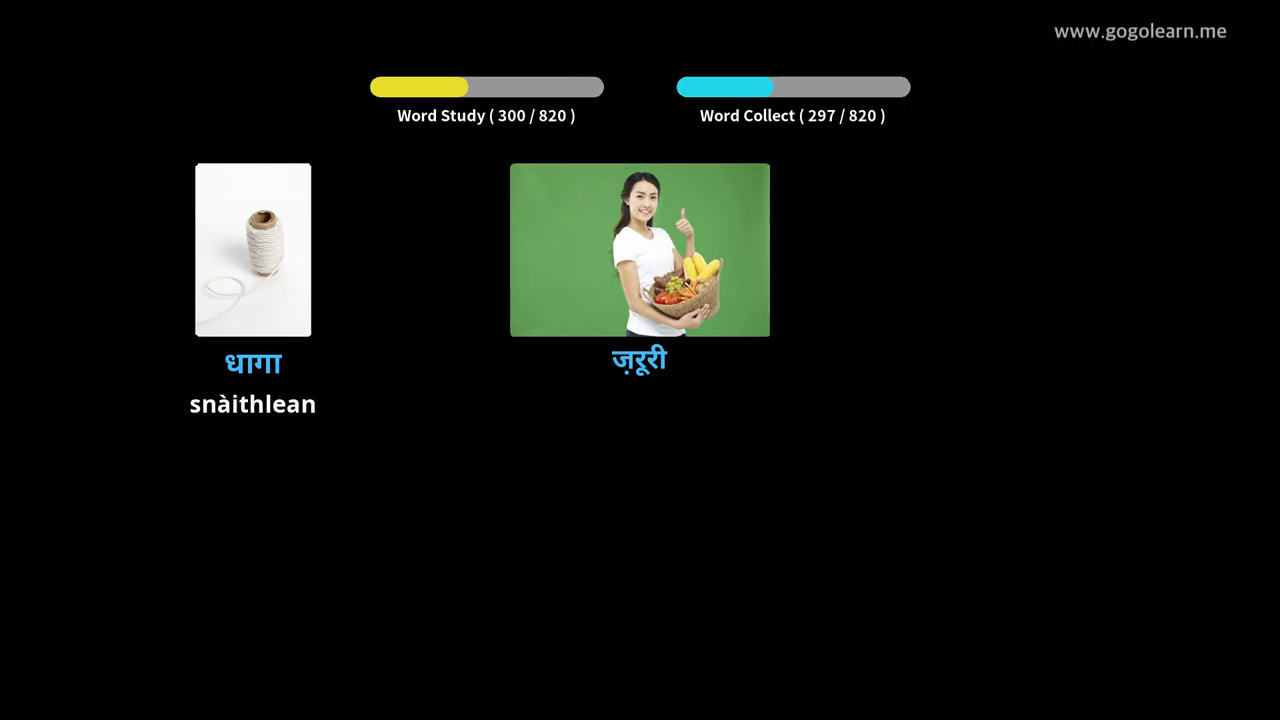 www.gogolearn.me
Word Study ( 300 / 820 )
Word Collect ( 297 / 820 )
धागा
snàithlean
ज़रूरी